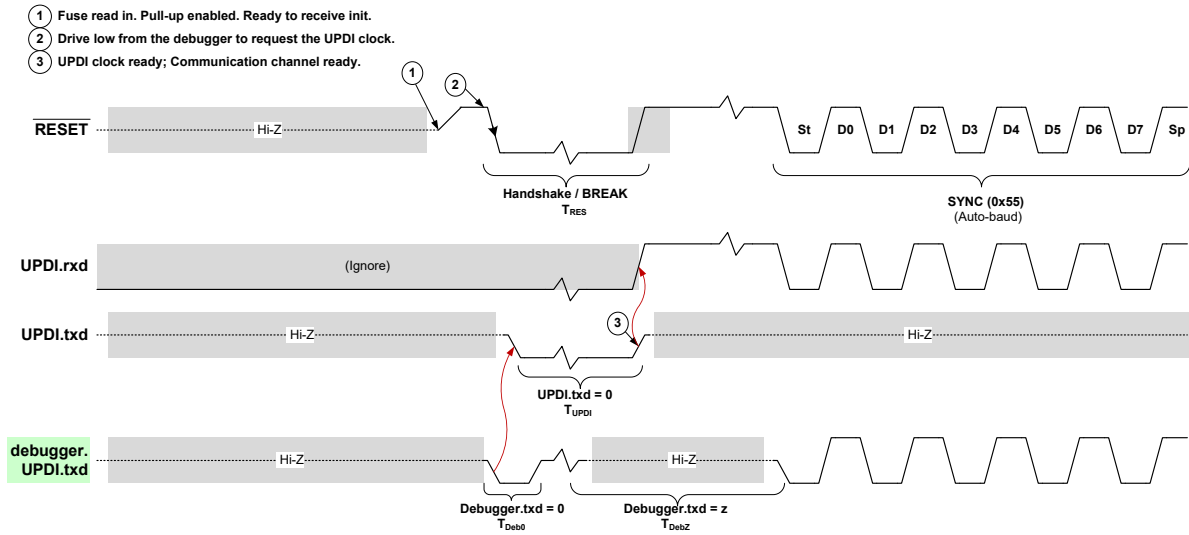 1 Fuse read in. Pull-up enabled. Ready to receive init.
2 Drive low from the debugger to request the UPDI clock.
3 UPDI clock ready; Communication channel ready.
1
2
RESET
Hi-Z
St D0 D1 D2 D3 D4 D5 D6 D7 Sp
Handshake / BREAK
TRES
SYNC (0x55)
(Auto-baud)
UPDI.rxd
(Ignore)
UPDI.txd
Hi-Z
3
Hi-Z
UPDI.txd = 0
TUPDI
debugger.
UPDI.txd
Hi-Z
Hi-Z
Debugger.txd = 0
TDeb0
Debugger.txd = z
TDebZ